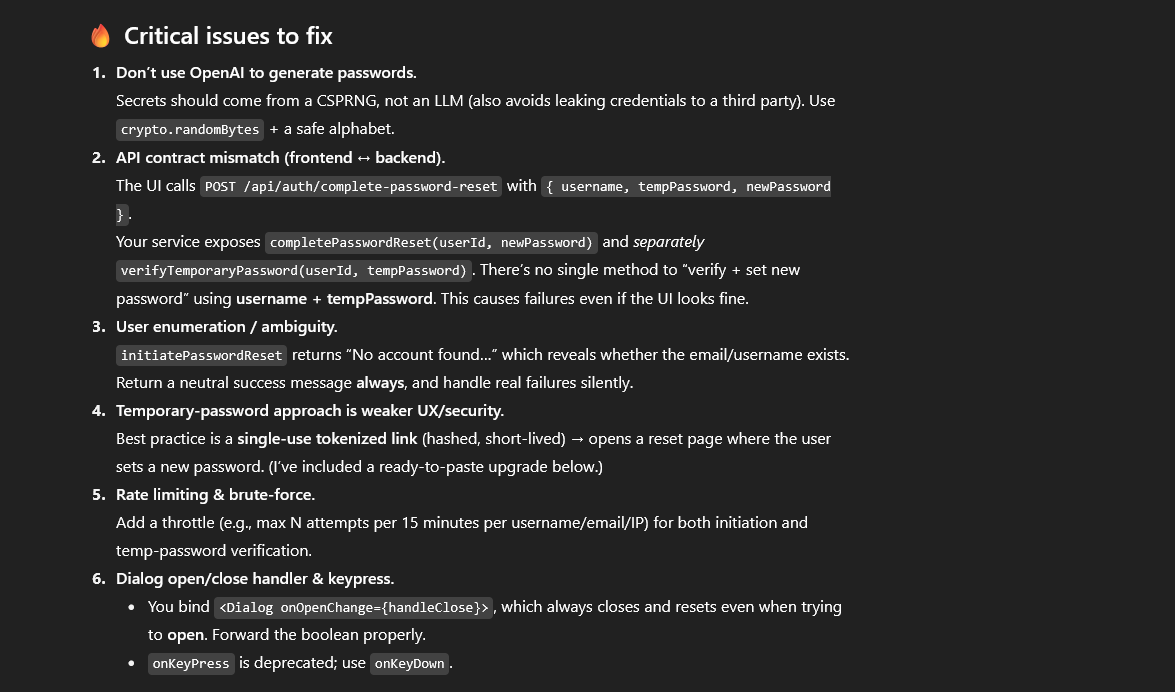 🔥 Critical issues to fix
1. Don’t use OpenAI to generate passwords.
Secrets should come from a CSPRNG, not an LLM (also avoids leaking credentials to a third party). Use
crypto.randomBytes + a safe alphabet.
2. API contract mismatch (frontend ↔ backend).
The UI calls POST /api/auth/complete-password-reset with { username, tempPassword, newPassword
}.
Your service exposes completePasswordReset(userId, newPassword) and separately
verifyTemporaryPassword(userId, tempPassword). There’s no single method to “verify + set new
password” using username + tempPassword. This causes failures even if the UI looks fine.
3. User enumeration / ambiguity.
initiatePasswordReset returns “No account found…” which reveals whether the email/username exists.
Return a neutral success message always, and handle real failures silently.
4. Temporary-password approach is weaker UX/security.
Best practice is a single-use tokenized link (hashed, short-lived) → opens a reset page where the user
sets a new password. (I’ve included a ready-to-paste upgrade below.)
5. Rate limiting & brute-force.
Add a throttle (e.g., max N attempts per 15 minutes per username/email/IP) for both initiation and
temp-password verification.
6. Dialog open/close handler & keypress.
• You bind <Dialog onOpenChange={handleClose}>, which always closes and resets even when trying
to open. Forward the boolean properly.
• onKeyPress is deprecated; use onKeyDown.